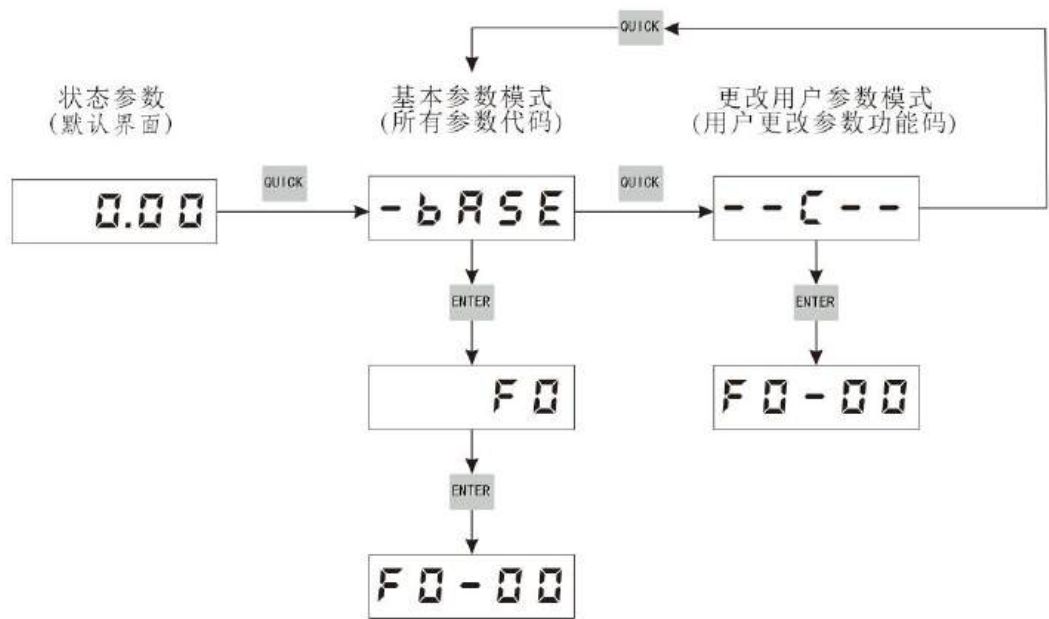 QUICK
状态参数
(默认界面)
基本参数模式
(所有参数代码)
更改用户参数模式
(用户更改参数功能码)
0.00
QUICK
-bASE
QUICK
--C--
ENTER
ENTER
F0
F0-00
ENTER
F0-00